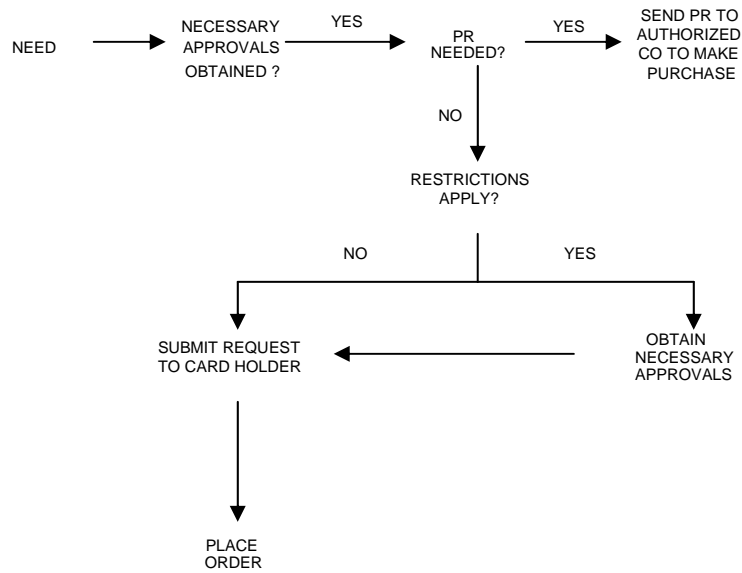 NEED
NECESSARY
APPROVALS
OBTAINED ?
YES
PR
NEEDED?
YES
SEND PR TO
AUTHORIZED
CO TO MAKE
PURCHASE
NO
RESTRICTIONS
APPLY?
NO
YES
SUBMIT REQUEST
TO CARD HOLDER
OBTAIN
NECESSARY
APPROVALS
PLACE
ORDER